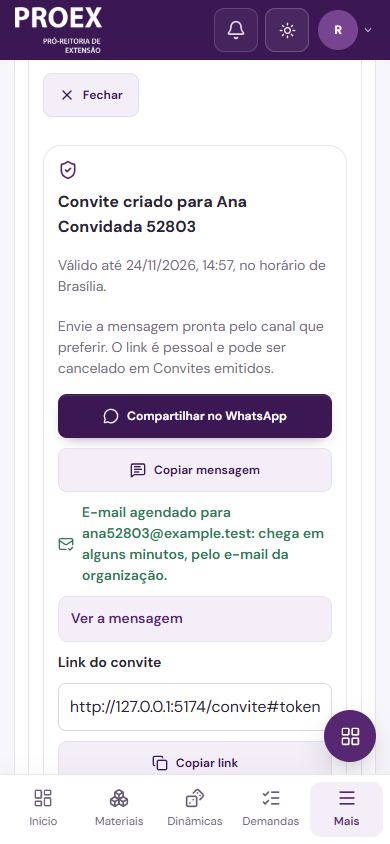 PROEX
PRÓ-REITORIA DE
EXTENSÃO
R
Fechar
Convite criado para Ana
Convidada 52803
Válido até 24/11/2026, 14:57, no horário de
Brasília.
Envie a mensagem pronta pelo canal que
preferir. O link é pessoal e pode ser
cancelado em Convites emitidos.
Compartilhar no WhatsApp
Copiar mensagem
E-mail agendado para
ana52803@example.test: chega em
alguns minutos, pelo e-mail da
organização.
Ver a mensagem
Link do convite
http://127.0.0.1:5174/convite#token
Copiar link
Início
Materiais
Dinâmicas
Demandas
Mais